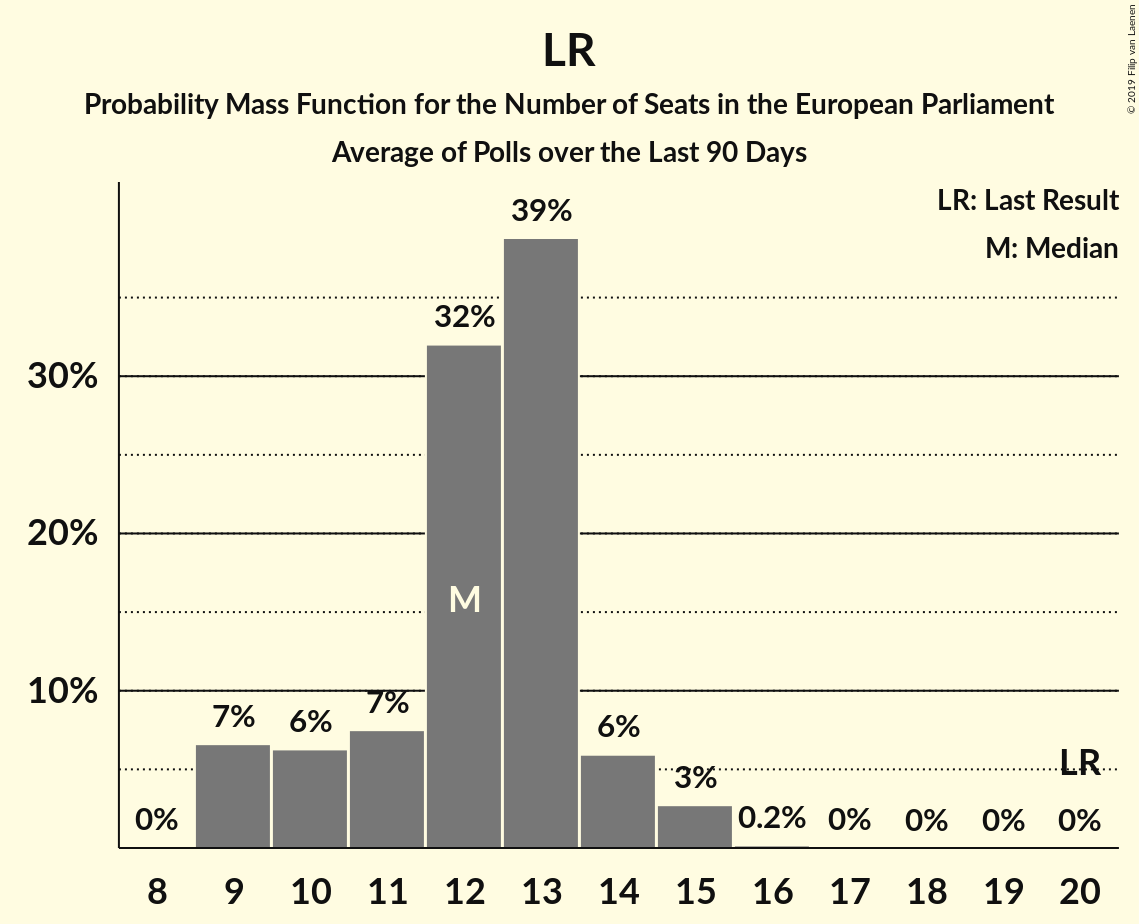 LR
Probability Mass Function for the Number of Seats in the European Parliament
Average of Polls over the Last 90 Days
© 2019 Filip van Laenen
LR: Last Result
M: Median
39%
32%
30%
20%
M
10%
7%
7%
6%
6%
LR
3%
0%
0.2%
0%
0%
0%
0%
8 9 10 11 12 13 14 15 16 17 18 19 20